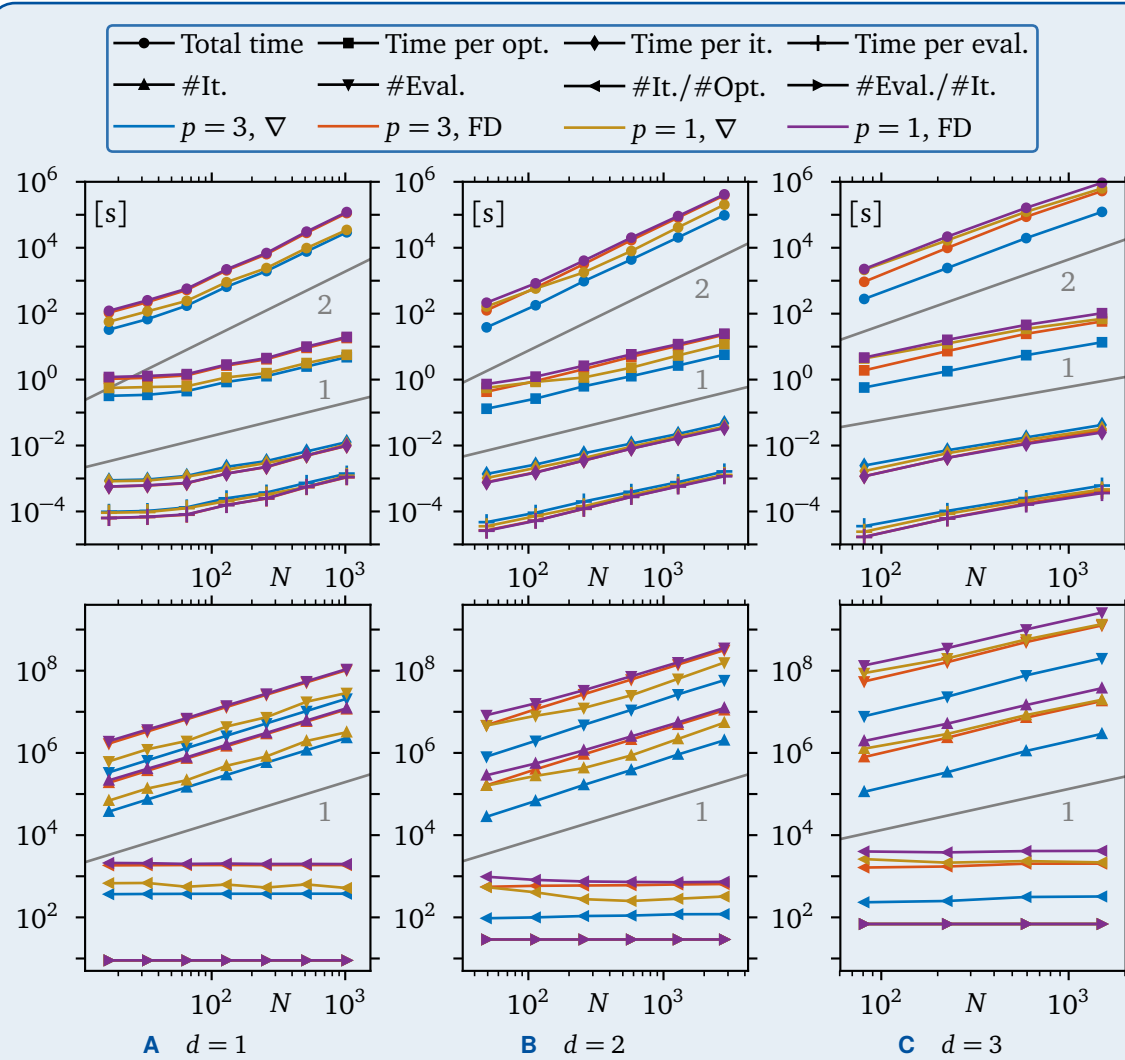 Total time Time per opt. Time per it. Time per eval.
#It. #Eval. #It./#Opt. #Eval./#It.
p = 3, ∇ p = 3, FD p = 1, ∇ p = 1, FD
10^6 10^6 10^6
[s] [s] [s]
10^4 10^4 10^4
2 2 2
10^2 10^2 10^2
10^0 1 10^0 1 10^0 1
10^−2 10^−2 10^−2
10^−4 10^−4 10^−4
10^2 N 10^3 10^2 N 10^3 10^2 N 10^3
10^8 10^8 10^8
10^6 10^6 10^6
10^4 1 10^4 1 10^4 1
10^2 10^2 10^2
10^2 N 10^3 10^2 N 10^3 10^2 N 10^3
A d = 1 B d = 2 C d = 3